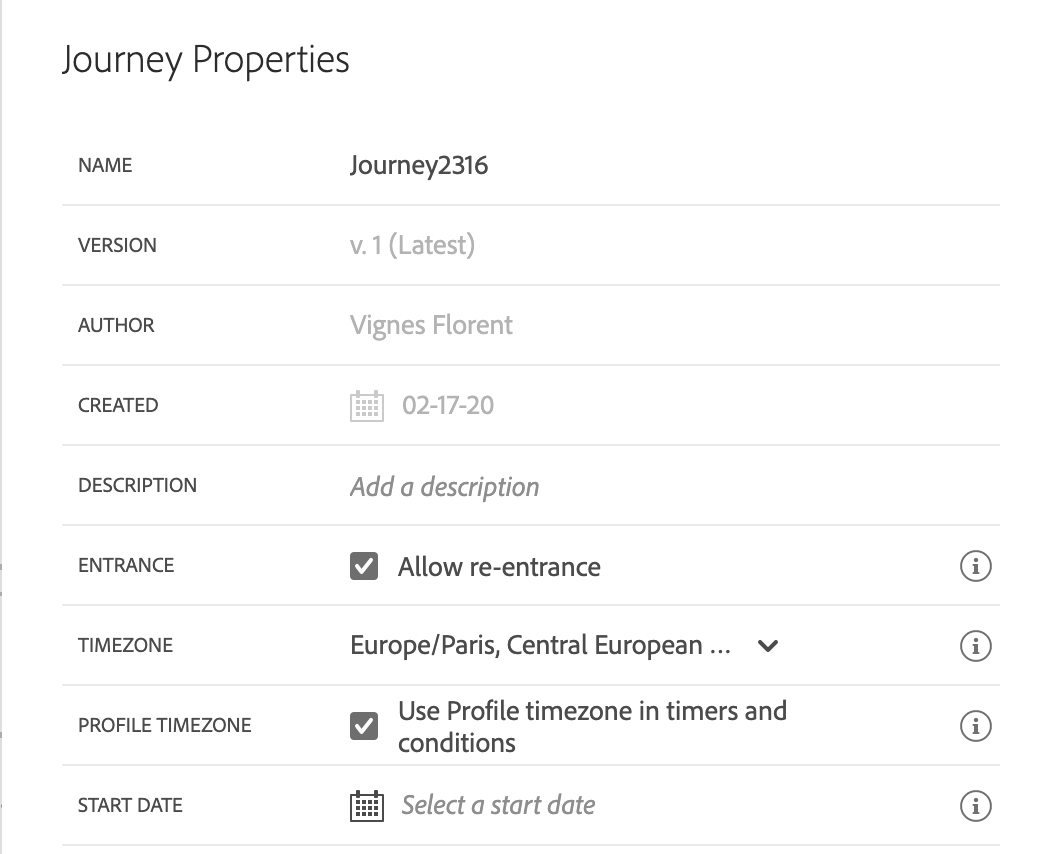 Journey Properties
NAME Journey2316
VERSION v. 1 (Latest)
AUTHOR Vignes Florent
CREATED 02-17-20
DESCRIPTION Add a description
ENTRANCE Allow re-entrance
TIMEZONE Europe/Paris, Central European ...
PROFILE TIMEZONE Use Profile timezone in timers and
conditions
START DATE Select a start date